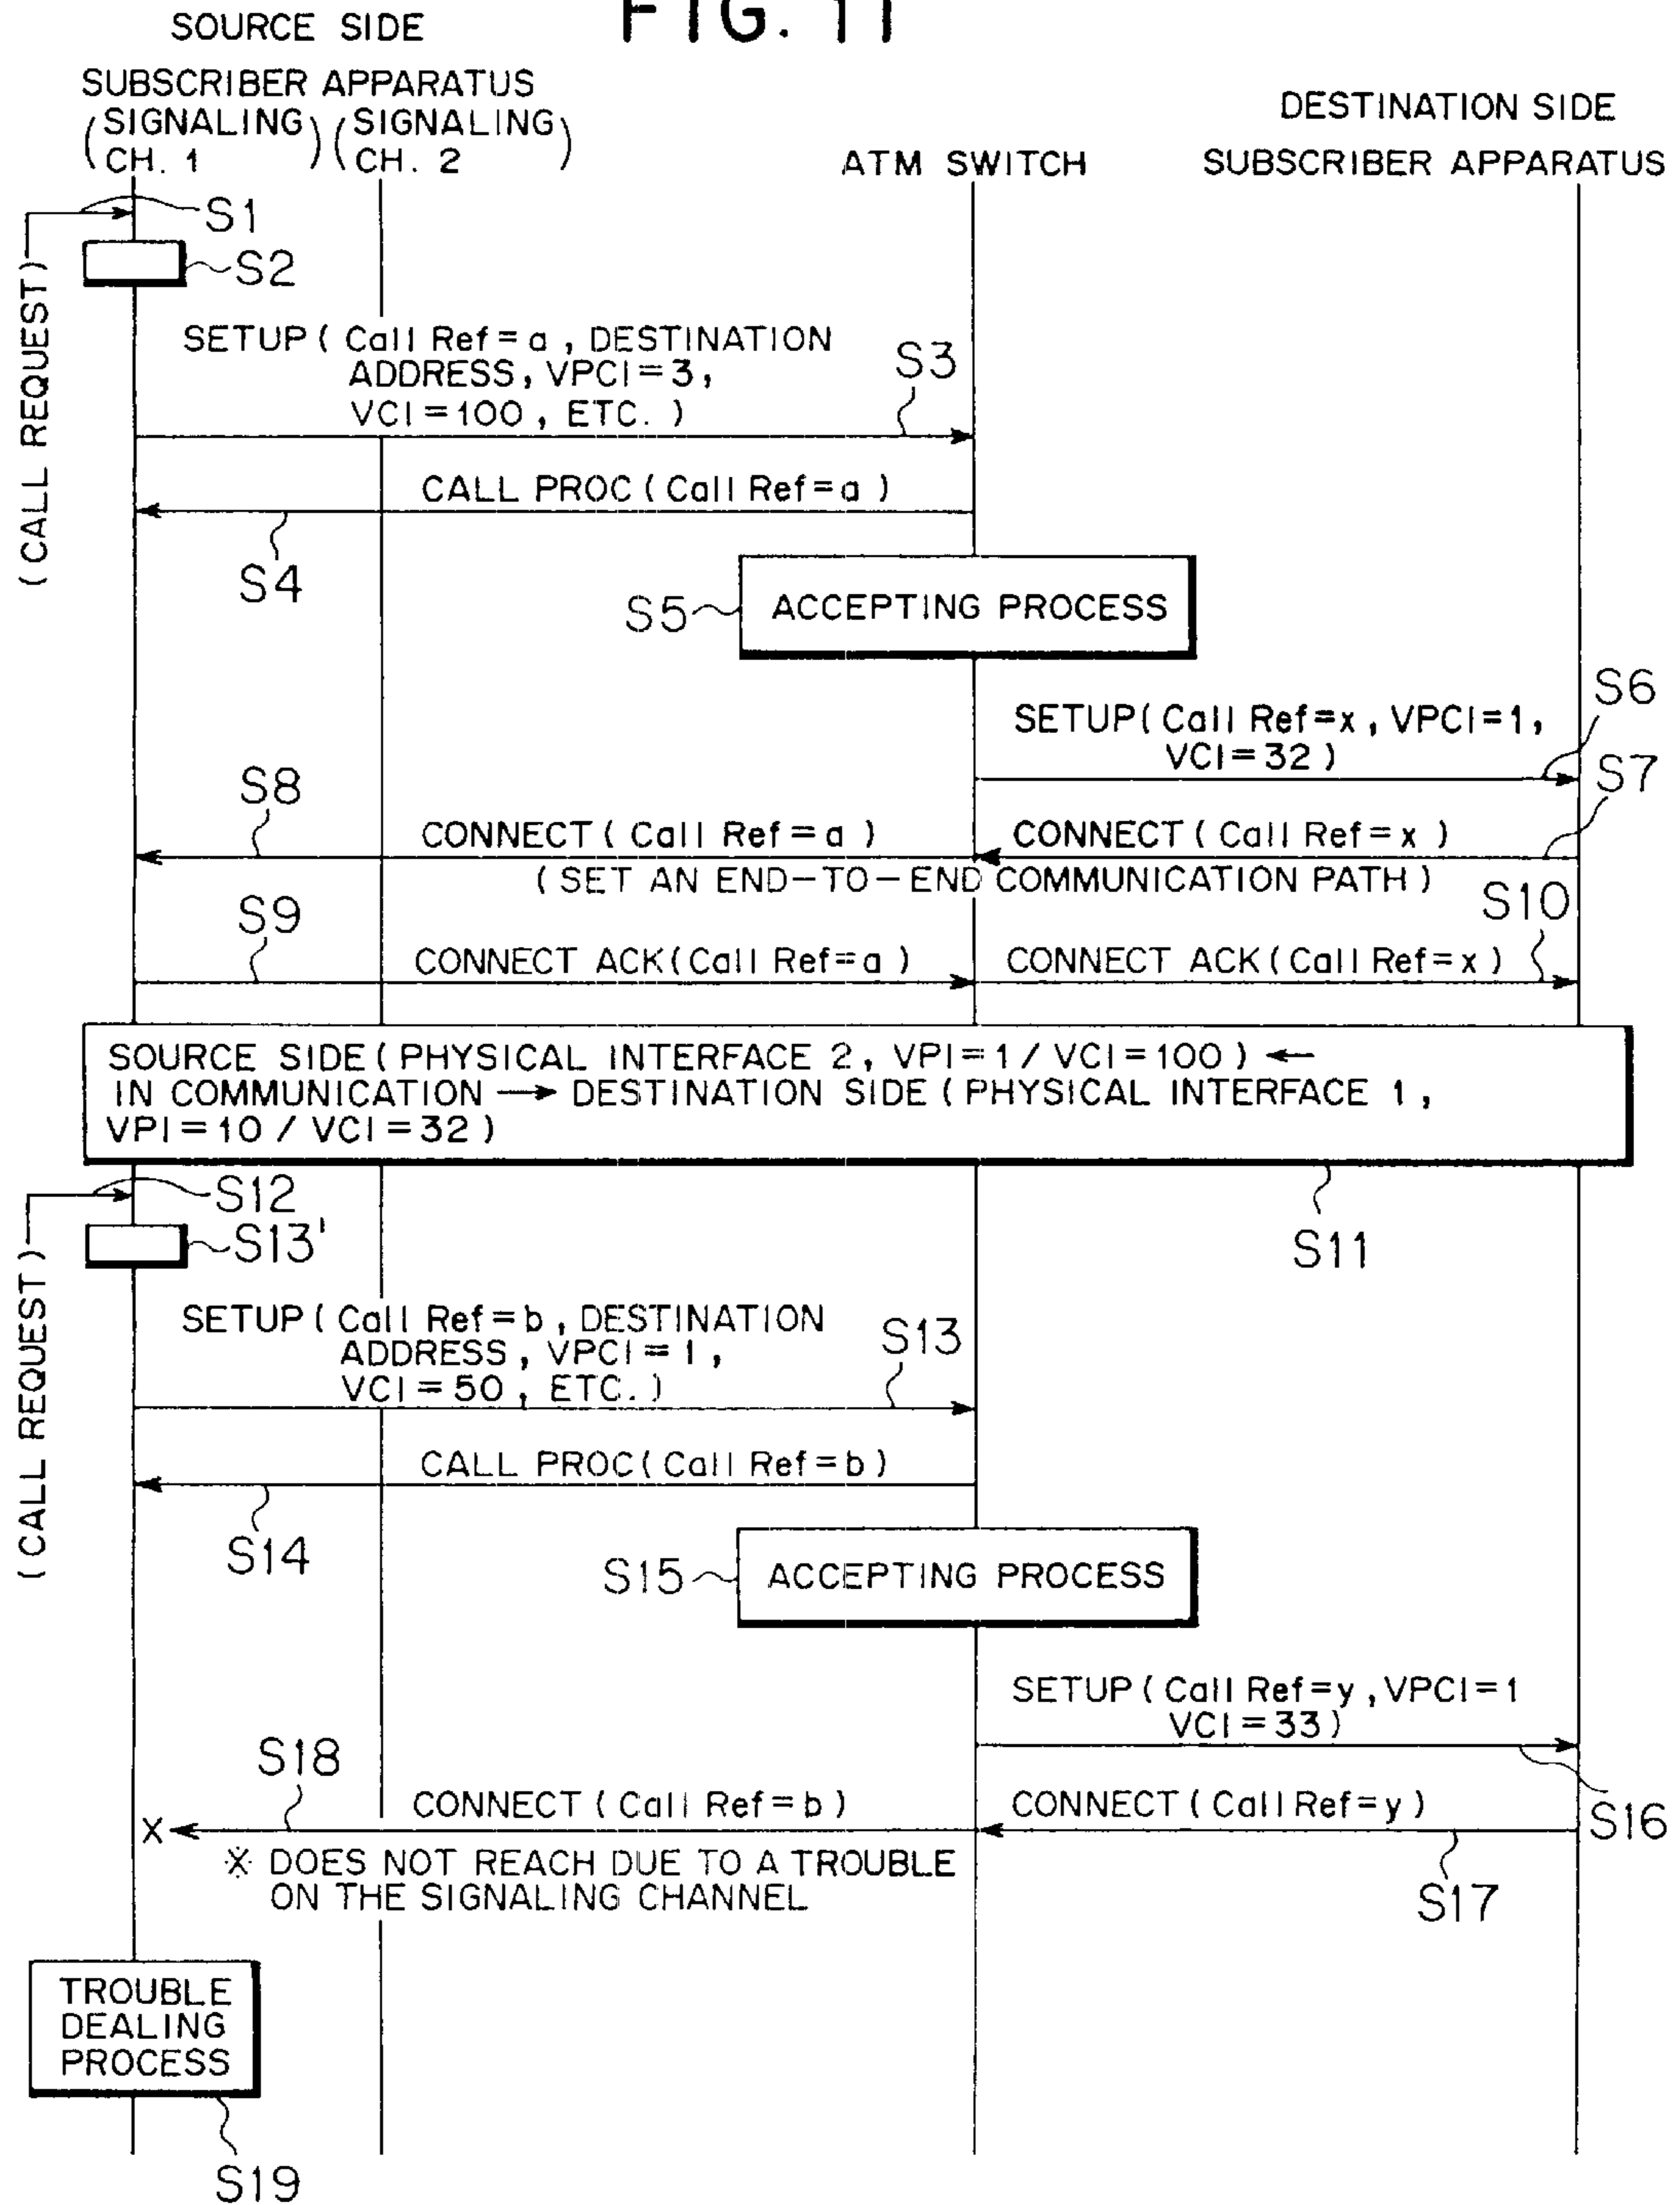 FIG. 11
SOURCE SIDE
SUBSCRIBER APPARATUS
(SIGNALING CH. 1) (SIGNALING CH. 2)
ATM SWITCH
DESTINATION SIDE
SUBSCRIBER APPARATUS
S1
S2
(CALL REQUEST)
SETUP (Call Ref=a, DESTINATION
ADDRESS, VPCI=3,
VCI=100, ETC.)
S3
CALL PROC (Call Ref=a)
S4
S5
ACCEPTING PROCESS
S6
SETUP(Call Ref=x, VPCI=1,
VCI=32)
S7
S8
CONNECT (Call Ref=a)
CONNECT (Call Ref=x)
(SET AN END-TO-END COMMUNICATION PATH)
S9
S10
CONNECT ACK(Call Ref=a)
CONNECT ACK(Call Ref=x)
SOURCE SIDE (PHYSICAL INTERFACE 2, VPI=1/VCI=100) ←
IN COMMUNICATION → DESTINATION SIDE (PHYSICAL INTERFACE 1,
VPI=10/VCI=32)
S11
S12
S13'
(CALL REQUEST)
SETUP (Call Ref=b, DESTINATION
ADDRESS, VPCI=1,
VCI=50, ETC.)
S13
CALL PROC(Call Ref=b)
S14
S15
ACCEPTING PROCESS
SETUP (Call Ref=y, VPCI=1
VCI=33)
S16
S18
CONNECT (Call Ref=b)
CONNECT (Call Ref=y)
X
S17
※ DOES NOT REACH DUE TO A TROUBLE
ON THE SIGNALING CHANNEL
TROUBLE
DEALING
PROCESS
S19